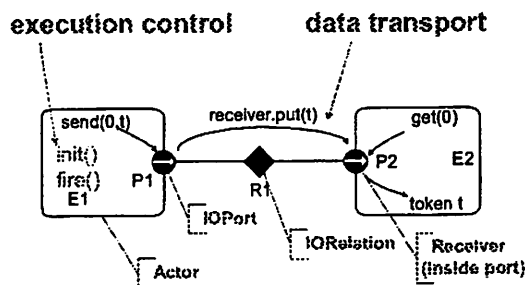 execution control
data transport
send(0,t)
receiver.put(t)
get(0)
init()
fire()
E1
P1
R1
P2
E2
token t
IOPort
IORelation
Receiver
(inside port)
Actor